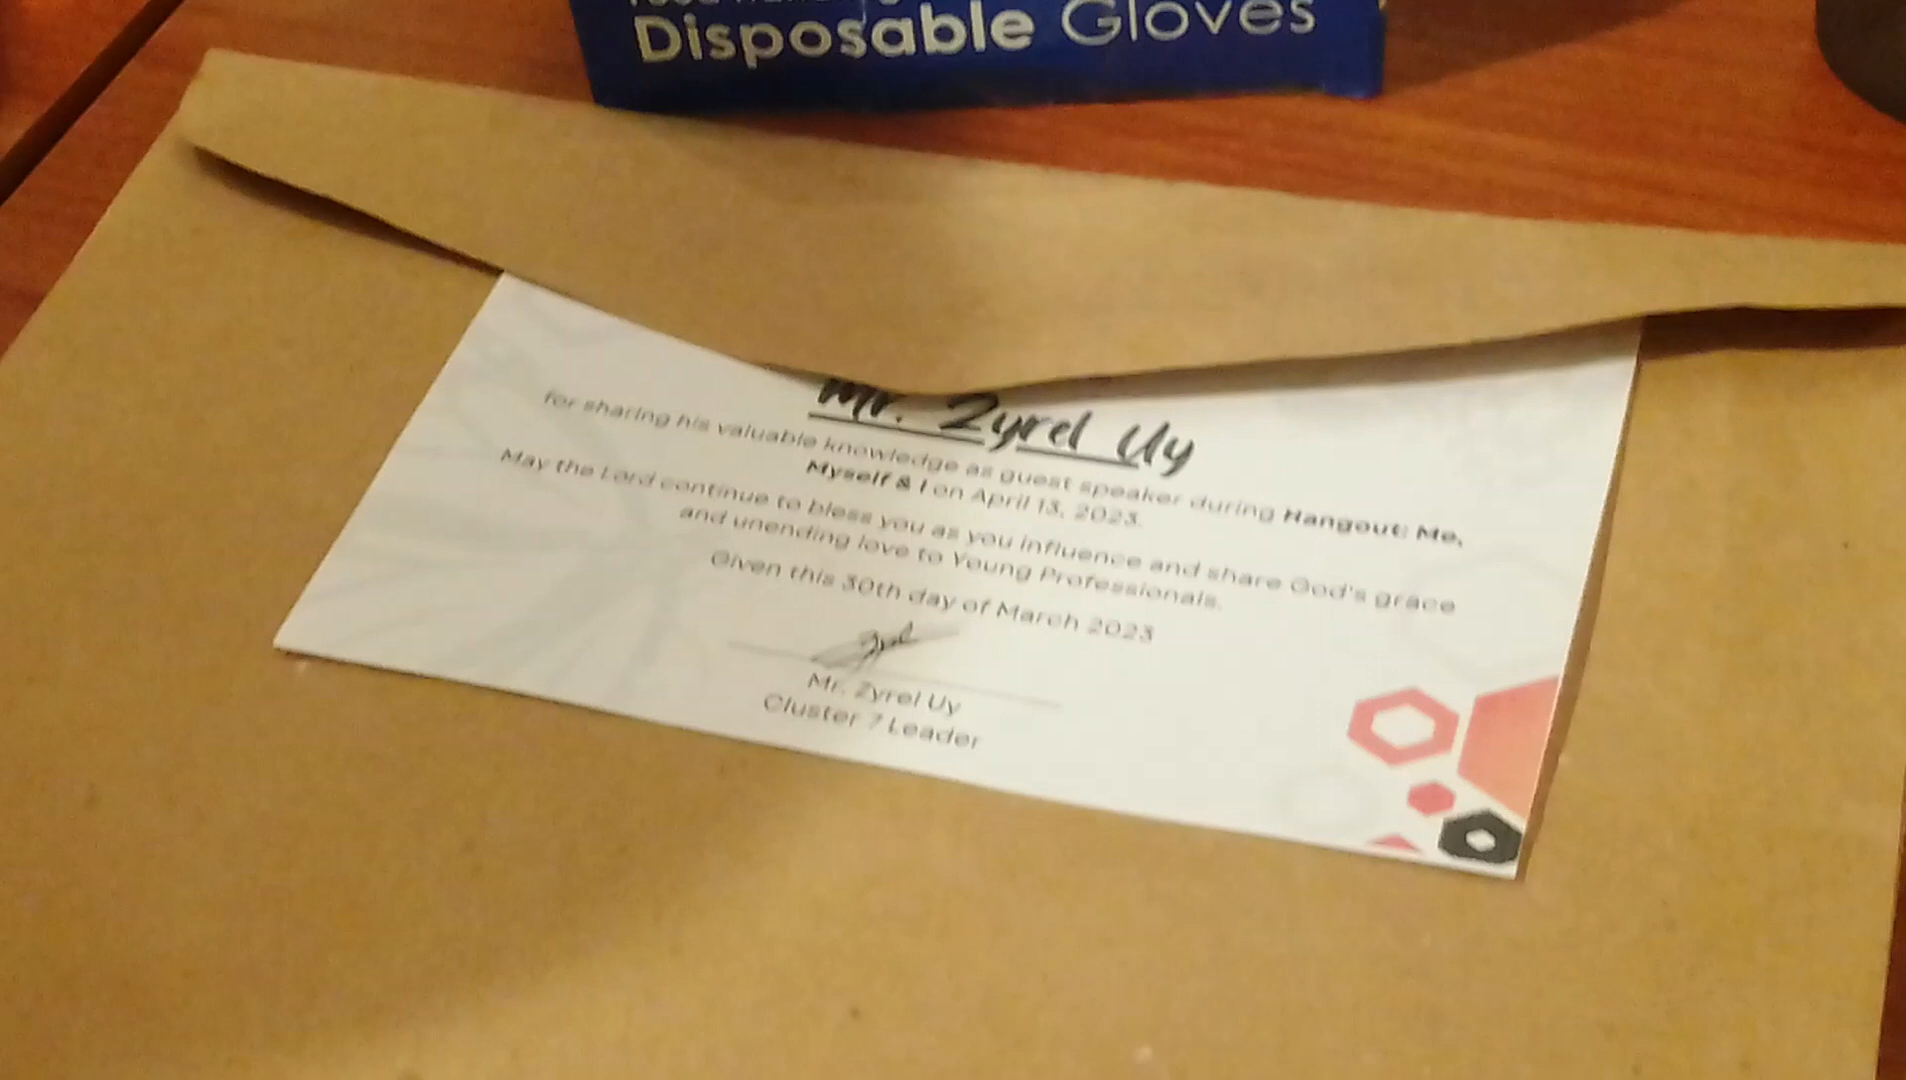 Disposable Gloves
Mr. Zyrel Uy
for sharing his valuable knowledge as guest speaker during Hangout: Me,
Myself & I on April 13, 2023.
May the Lord continue to bless you as you influence and share God's grace
and unending love to Young Professionals.
Given this 30th day of March 2023
Mr. Zyrel Uy
Cluster 7 Leader